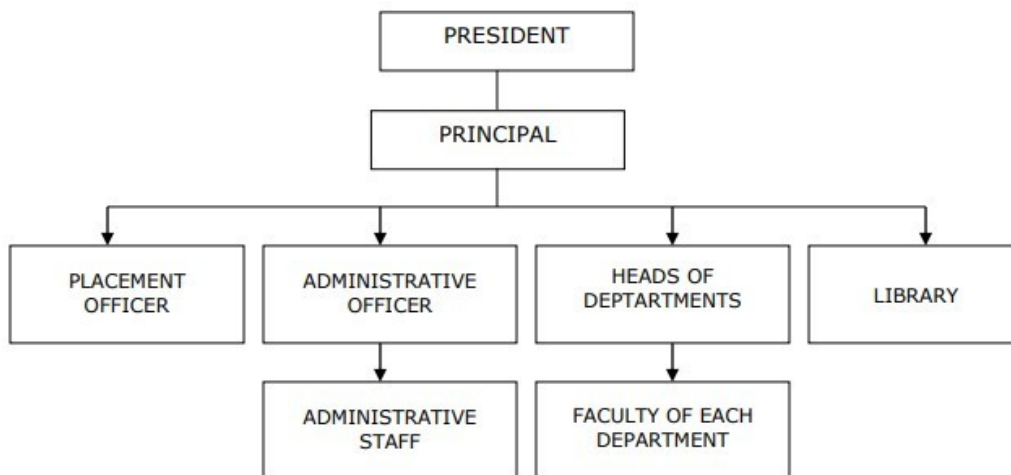 PRESIDENT
PRINCIPAL
PLACEMENT
OFFICER
ADMINISTRATIVE
OFFICER
HEADS OF
DEPTARTMENTS
LIBRARY
ADMINISTRATIVE
STAFF
FACULTY OF EACH
DEPARTMENT